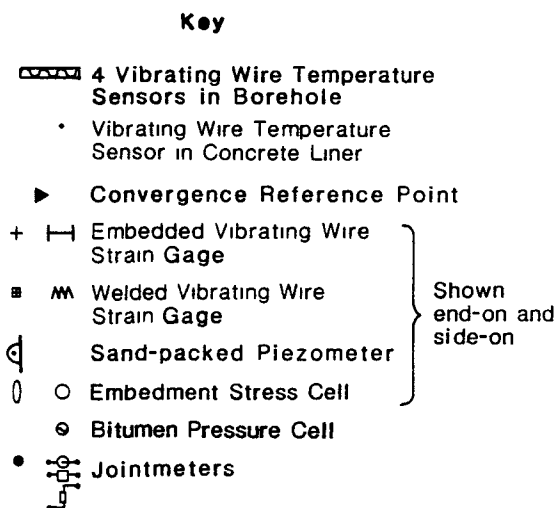 Key
4 Vibrating Wire Temperature
Sensors in Borehole
Vibrating Wire Temperature
Sensor in Concrete Liner
Convergence Reference Point
Embedded Vibrating Wire
Strain Gage
Welded Vibrating Wire
Strain Gage
Shown
end-on and
side-on
Sand-packed Piezometer
Embedment Stress Cell
Bitumen Pressure Cell
Jointmeters